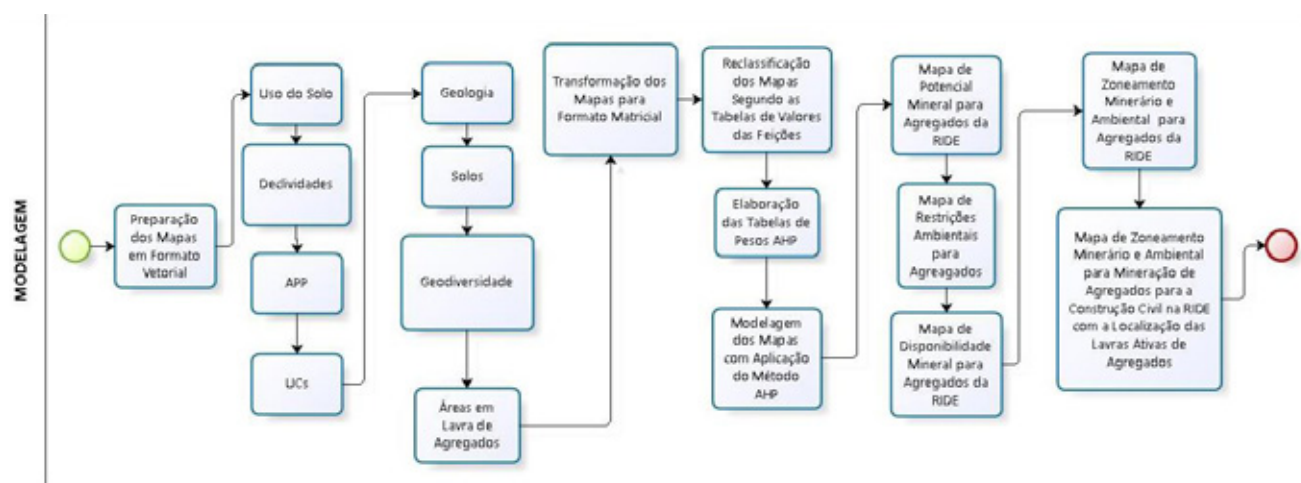 MODELAGEM
Preparação
dos Mapas
em Formato
Vetorial
Uso do Solo
Declividades
APP
UCs
Geologia
Solos
Geodiversidade
Áreas em
Lavra de
Agregados
Transformação dos
Mapas para
Formato Matricial
Reclassificação
dos Mapas
Segundo as
Tabelas de Valores
das Feições
Elaboração
das Tabelas de
Pesos AHP
Modelagem
dos Mapas
com Aplicação
do Método
AHP
Mapa de
Potencial
Mineral para
Agregados da
RIDE
Mapa de
Restrições
Ambientais
para
Agreagados
Mapa de
Disponibilidade
Mineral para
Agregados da
RIDE
Mapa de
Zoneamento
Minerário e
Ambiental para
Agregados da
RIDE
Mapa de Zoneamento
Minerário e Ambiental
para Mineração de
Agregados para a
Construção Civil na RIDE
com a Localização das
Lavras Ativas de
Agregados